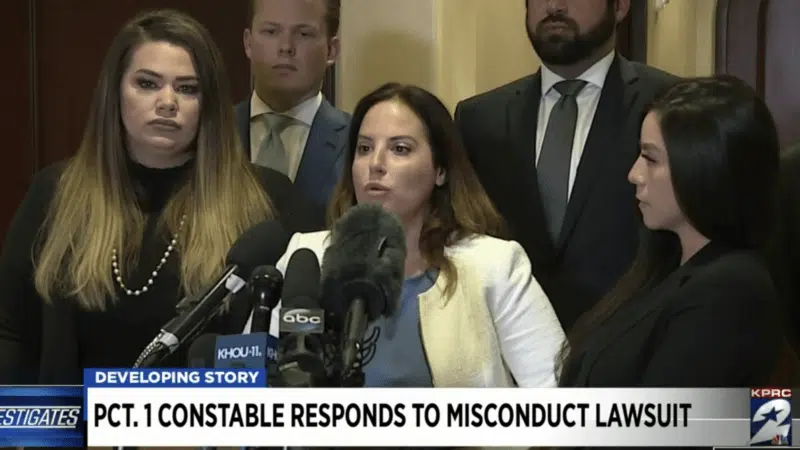 abc
KHOU-11.
DEVELOPING STORY
ESTIGATES
PCT. 1 CONSTABLE RESPONDS TO MISCONDUCT LAWSUIT
KPRC
2